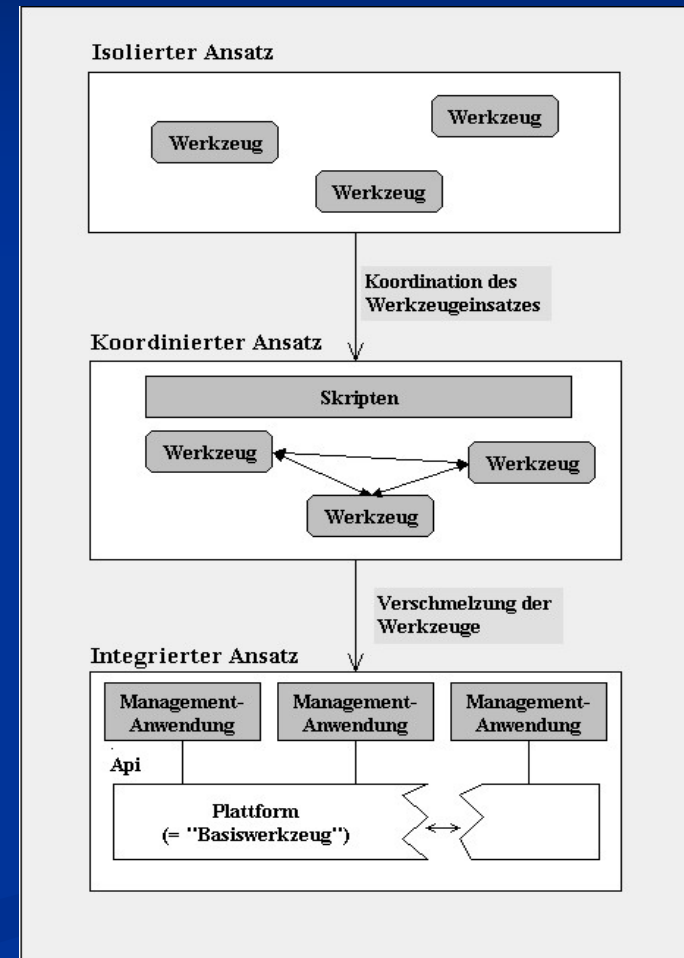 Isolierter Ansatz
Werkzeug
Werkzeug
Werkzeug
Koordination des
Werkzeugeinsatzes
Koordinierter Ansatz
Skripten
Werkzeug
Werkzeug
Werkzeug
Verschmelzung der
Werkzeuge
Integrierter Ansatz
Management-
Anwendung
Management-
Anwendung
Management-
Anwendung
Api
Plattform
(= "Basiswerkzeug")